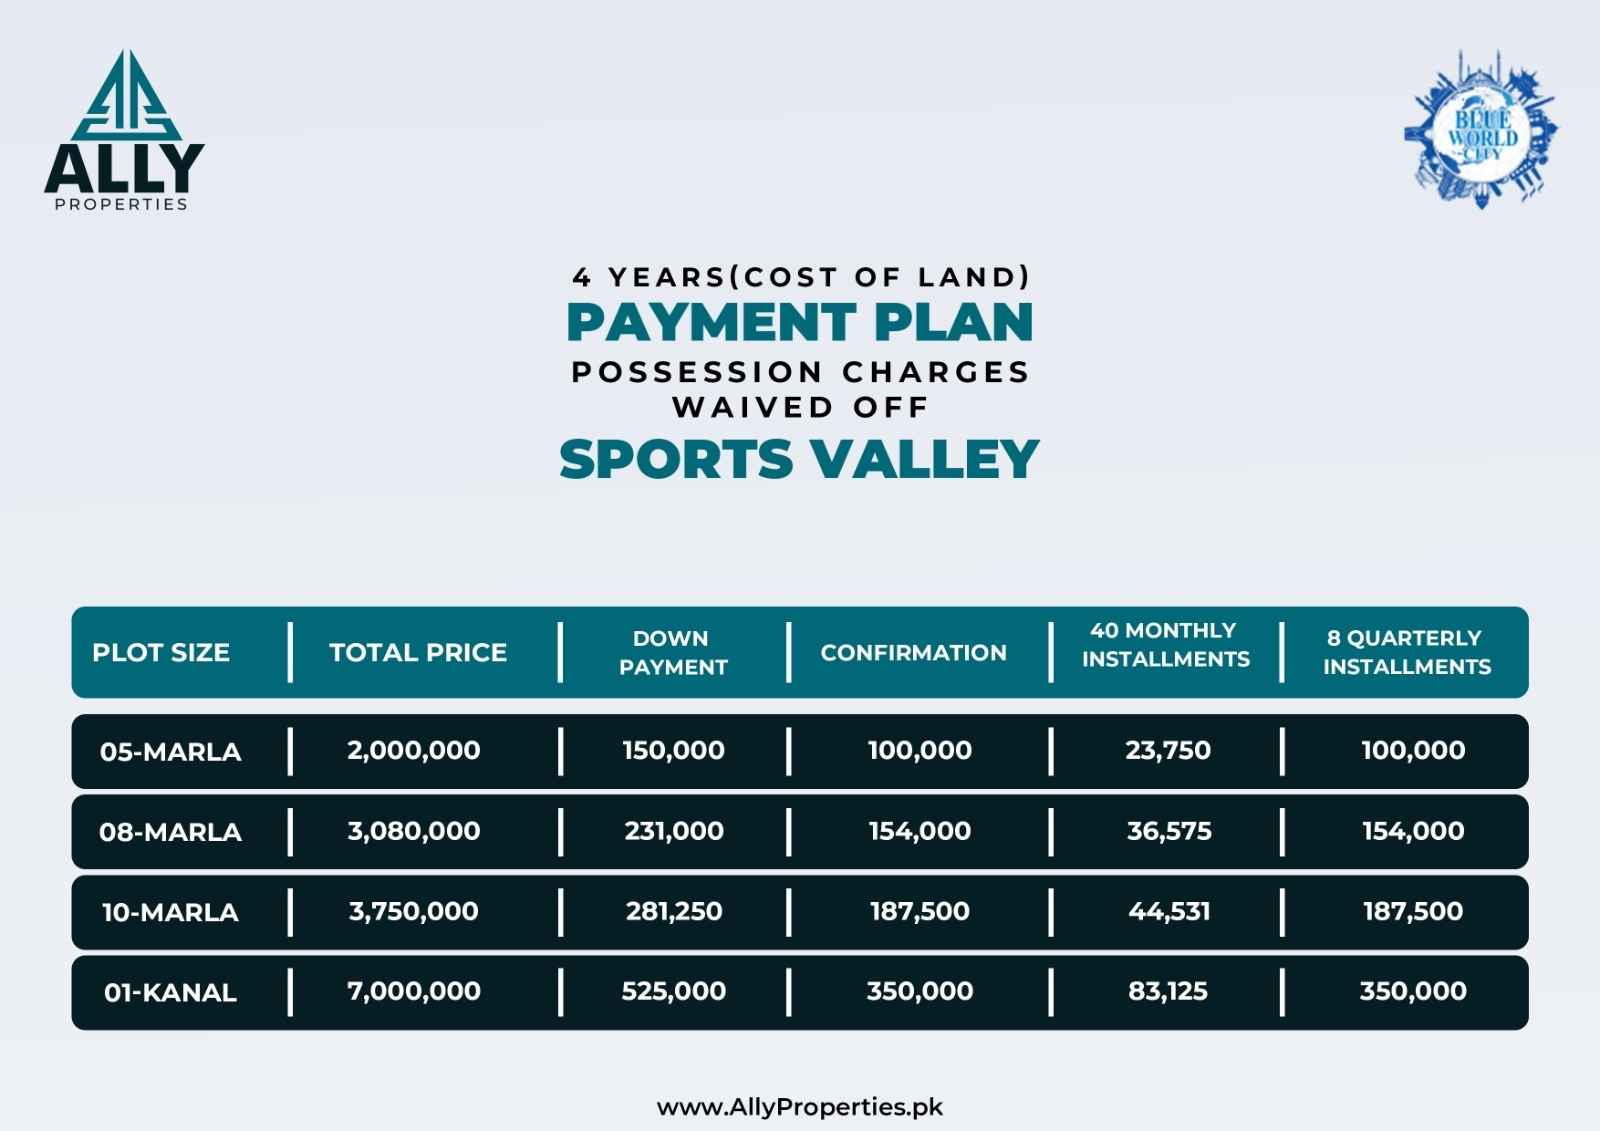 ALLY
PROPERTIES
BLUE
WORLD
CITY
4 YEARS(COST OF LAND)
PAYMENT PLAN
POSSESSION CHARGES
WAIVED OFF
SPORTS VALLEY
PLOT SIZE TOTAL PRICE DOWN PAYMENT CONFIRMATION 40 MONTHLY INSTALLMENTS 8 QUARTERLY INSTALLMENTS
05-MARLA 2,000,000 150,000 100,000 23,750 100,000
08-MARLA 3,080,000 231,000 154,000 36,575 154,000
10-MARLA 3,750,000 281,250 187,500 44,531 187,500
01-KANAL 7,000,000 525,000 350,000 83,125 350,000
www.AllyProperties.pk